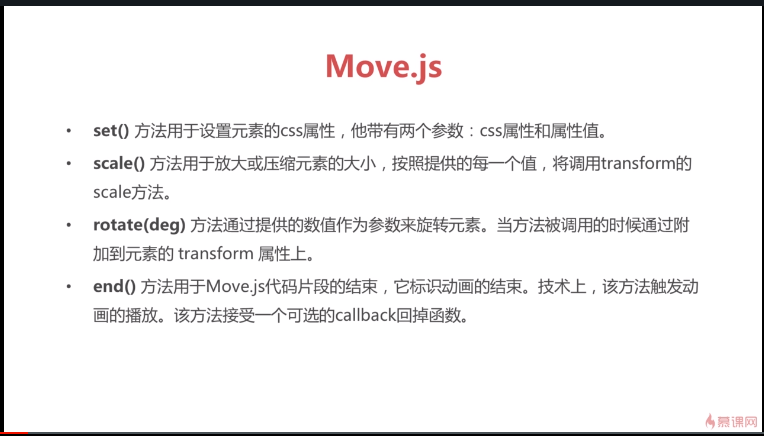 Move.js
• set() 方法用于设置元素的css属性，他带有两个参数：css属性和属性值。
• scale() 方法用于放大或压缩元素的大小，按照提供的每一个值，将调用transform的
scale方法。
• rotate(deg) 方法通过提供的数值作为参数来旋转元素。当方法被调用的时候通过附
加到元素的 transform 属性上。
• end() 方法用于Move.js代码片段的结束，它标识动画的结束。技术上，该方法触发动
画的播放。该方法接受一个可选的callback回掉函数。
慕课网